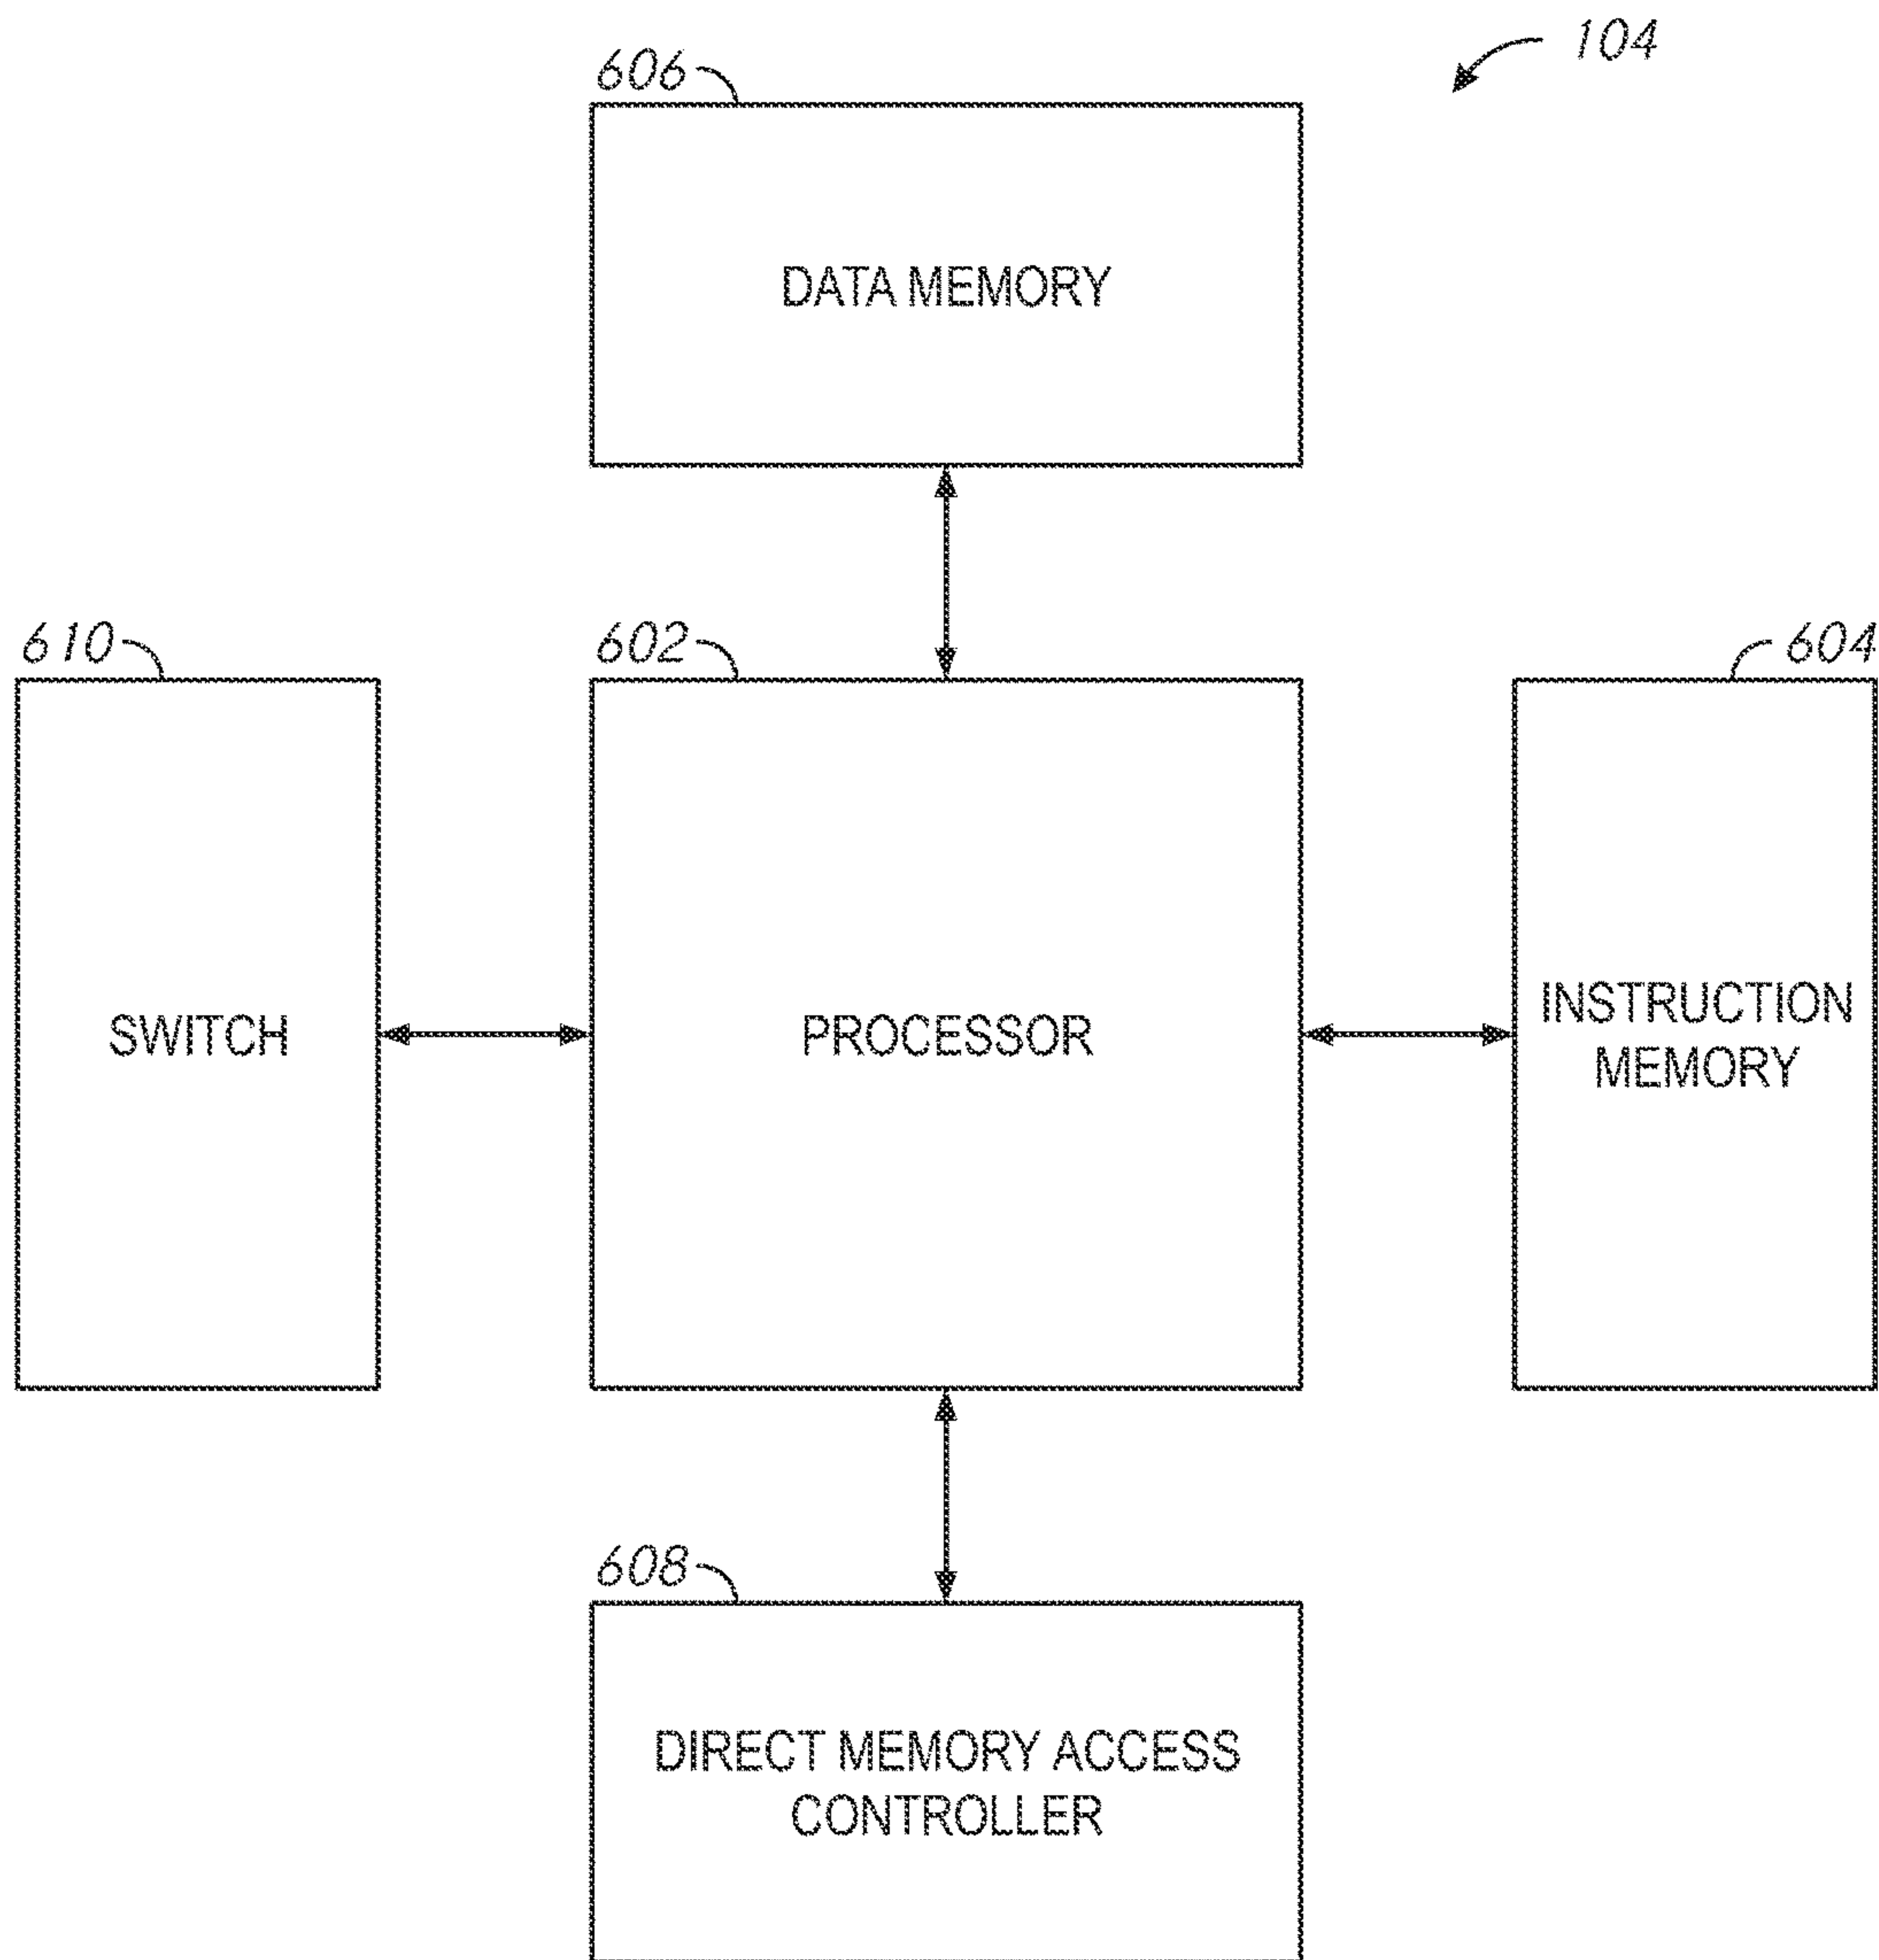 104
606
DATA MEMORY
610
602
604
SWITCH
PROCESSOR
INSTRUCTION
MEMORY
608
DIRECT MEMORY ACCESS
CONTROLLER